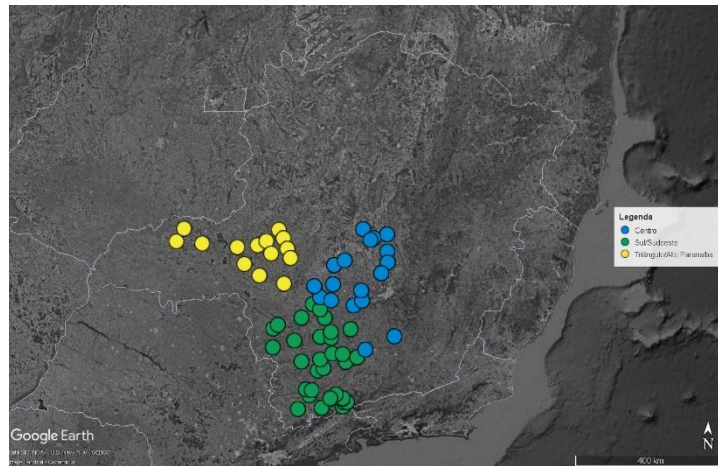 Legenda
Centro
Sul/Sudoeste
Triângulo/Alto Paranaíba
Google Earth
N
400 km